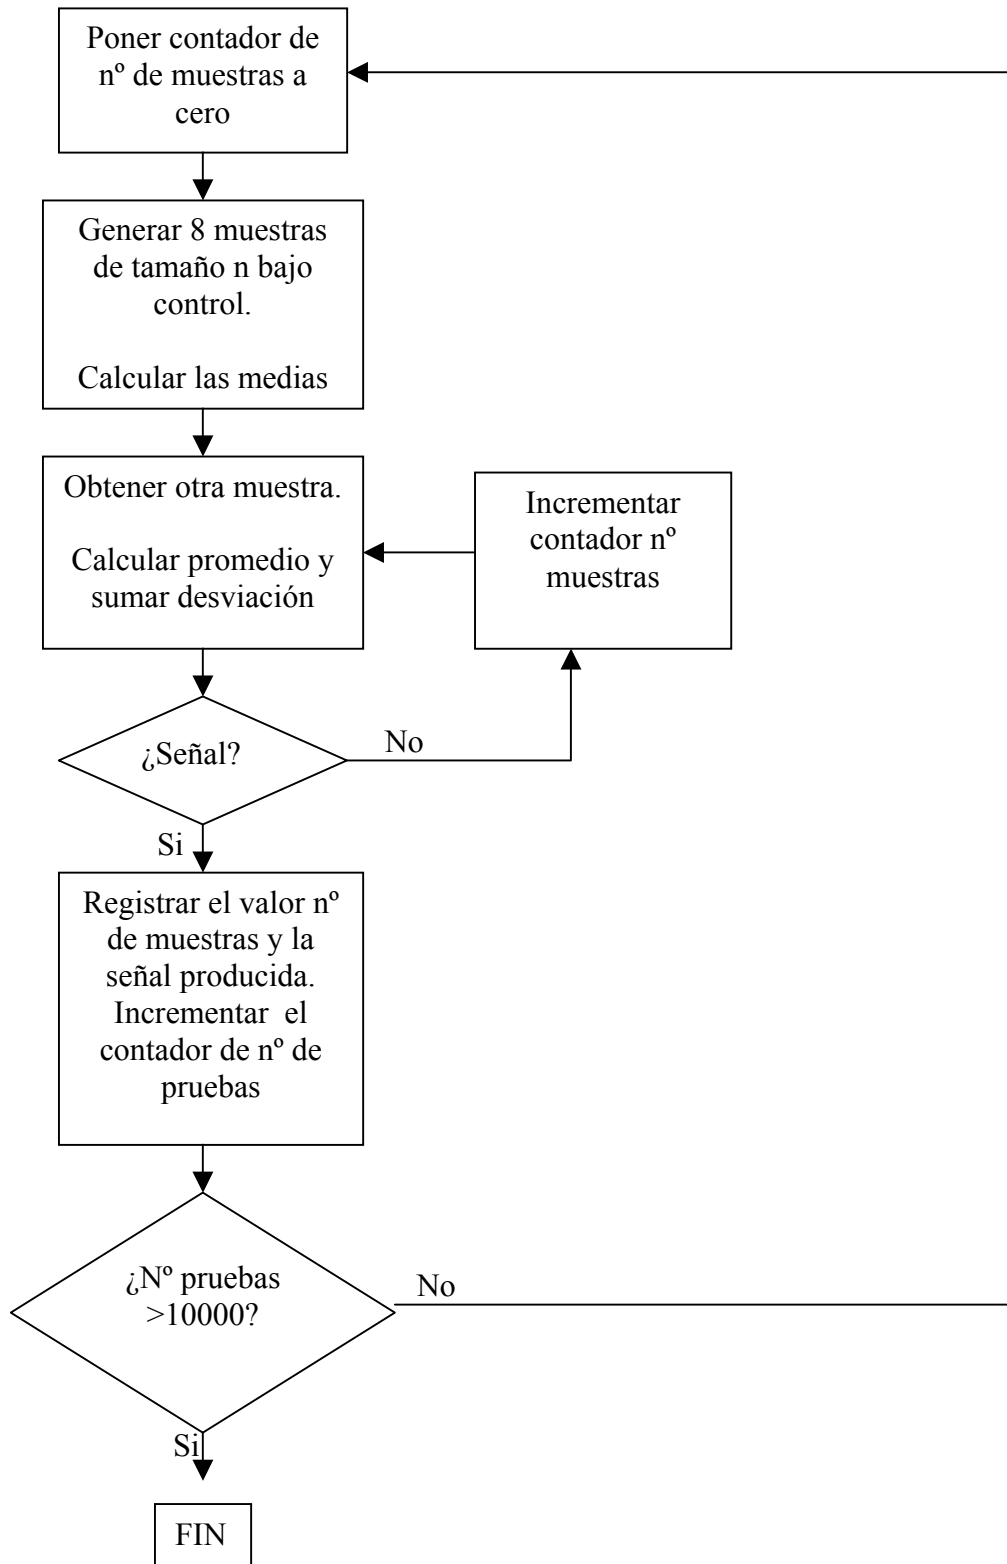 Poner contador de
nº de muestras a
cero
Generar 8 muestras
de tamaño n bajo
control.
Calcular las medias
Obtener otra muestra.
Calcular promedio y
sumar desviación
Incrementar
contador nº
muestras
¿Señal?
No
Si
Registrar el valor nº
de muestras y la
señal producida.
Incrementar el
contador de nº de
pruebas
¿Nº pruebas
>10000?
No
Si
FIN